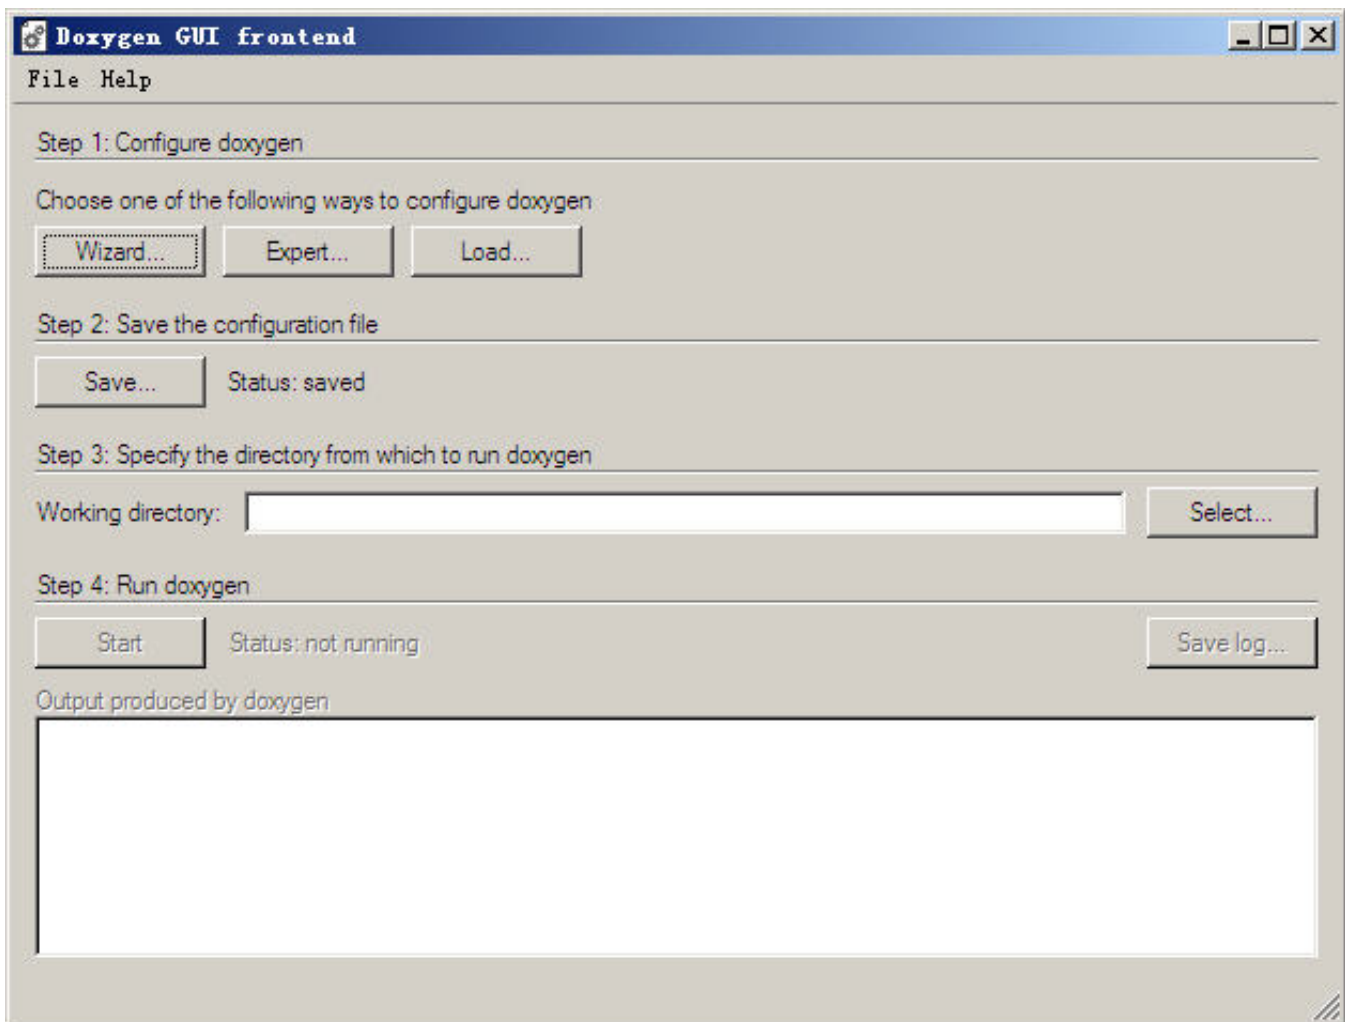 Doxygen GUI frontend
File Help
Step 1: Configure doxygen
Choose one of the following ways to configure doxygen
Wizard... Expert... Load...
Step 2: Save the configuration file
Save... Status: saved
Step 3: Specify the directory from which to run doxygen
Working directory: Select...
Step 4: Run doxygen
Start Status: not running Save log...
Output produced by doxygen